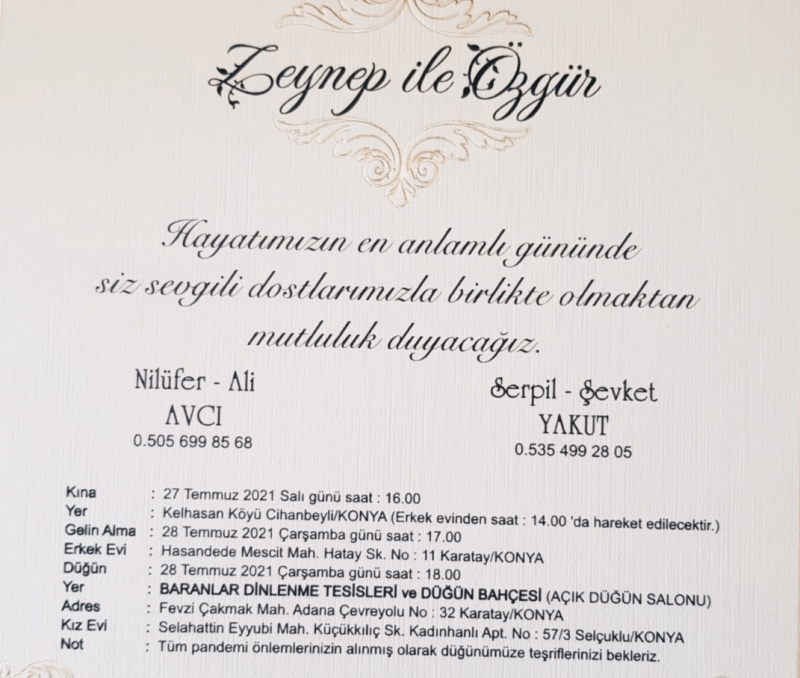 Zeynep ile Özgür
Hayatımızın en anlamlı gününde
siz sevgili dostlarımızla birlikte olmaktan
mutluluk duyacağız.
Nilüfer - Ali
AVCI
0.505 699 85 68
Serpil - Şevket
YAKUT
0.535 499 28 05
Kına : 27 Temmuz 2021 Salı günü saat : 16.00
Yer : Kelhasan Köyü Cihanbeyli/KONYA (Erkek evinden saat : 14.00 'da hareket edilecektir.)
Gelin Alma : 28 Temmuz 2021 Çarşamba günü saat : 17.00
Erkek Evi : Hasandede Mescit Mah. Hatay Sk. No : 11 Karatay/KONYA
Düğün : 28 Temmuz 2021 Çarşamba günü saat : 18.00
Yer : BARANLAR DİNLENME TESİSLERİ ve DÜĞÜN BAHÇESİ (AÇIK DÜĞÜN SALONU)
Adres : Fevzi Çakmak Mah. Adana Çevreyolu No : 32 Karatay/KONYA
Kız Evi : Selahattin Eyyubi Mah. Küçükkılıç Sk. Kadınhanlı Apt. No : 57/3 Selçuklu/KONYA
Not : Tüm pandemi önlemlerinizin alınmış olarak düğünümüze teşriflerinizi bekleriz.